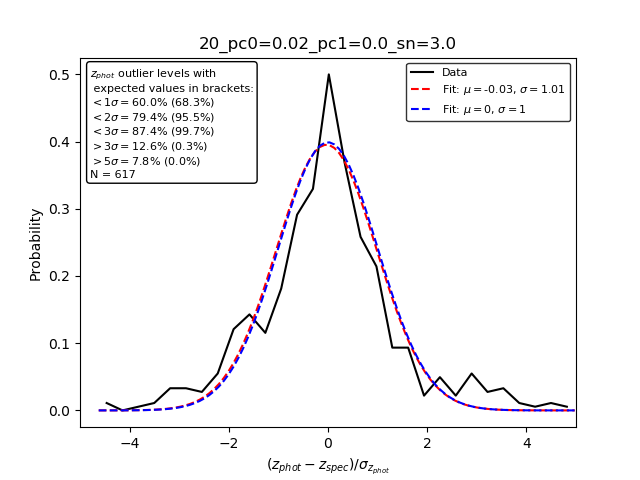 20_pc0=0.02_pc1=0.0_sn=3.0
z_phot outlier levels with
expected values in brackets:
<1σ = 60.0% (68.3%)
<2σ = 79.4% (95.5%)
<3σ = 87.4% (99.7%)
>3σ = 12.6% (0.3%)
>5σ = 7.8% (0.0%)
N = 617
Data
Fit: μ = -0.03, σ = 1.01
Fit: μ = 0, σ = 1
Probability
0.5
0.4
0.3
0.2
0.1
0.0
−4 −2 0 2 4
(z_phot − z_spec)/σ_z_phot